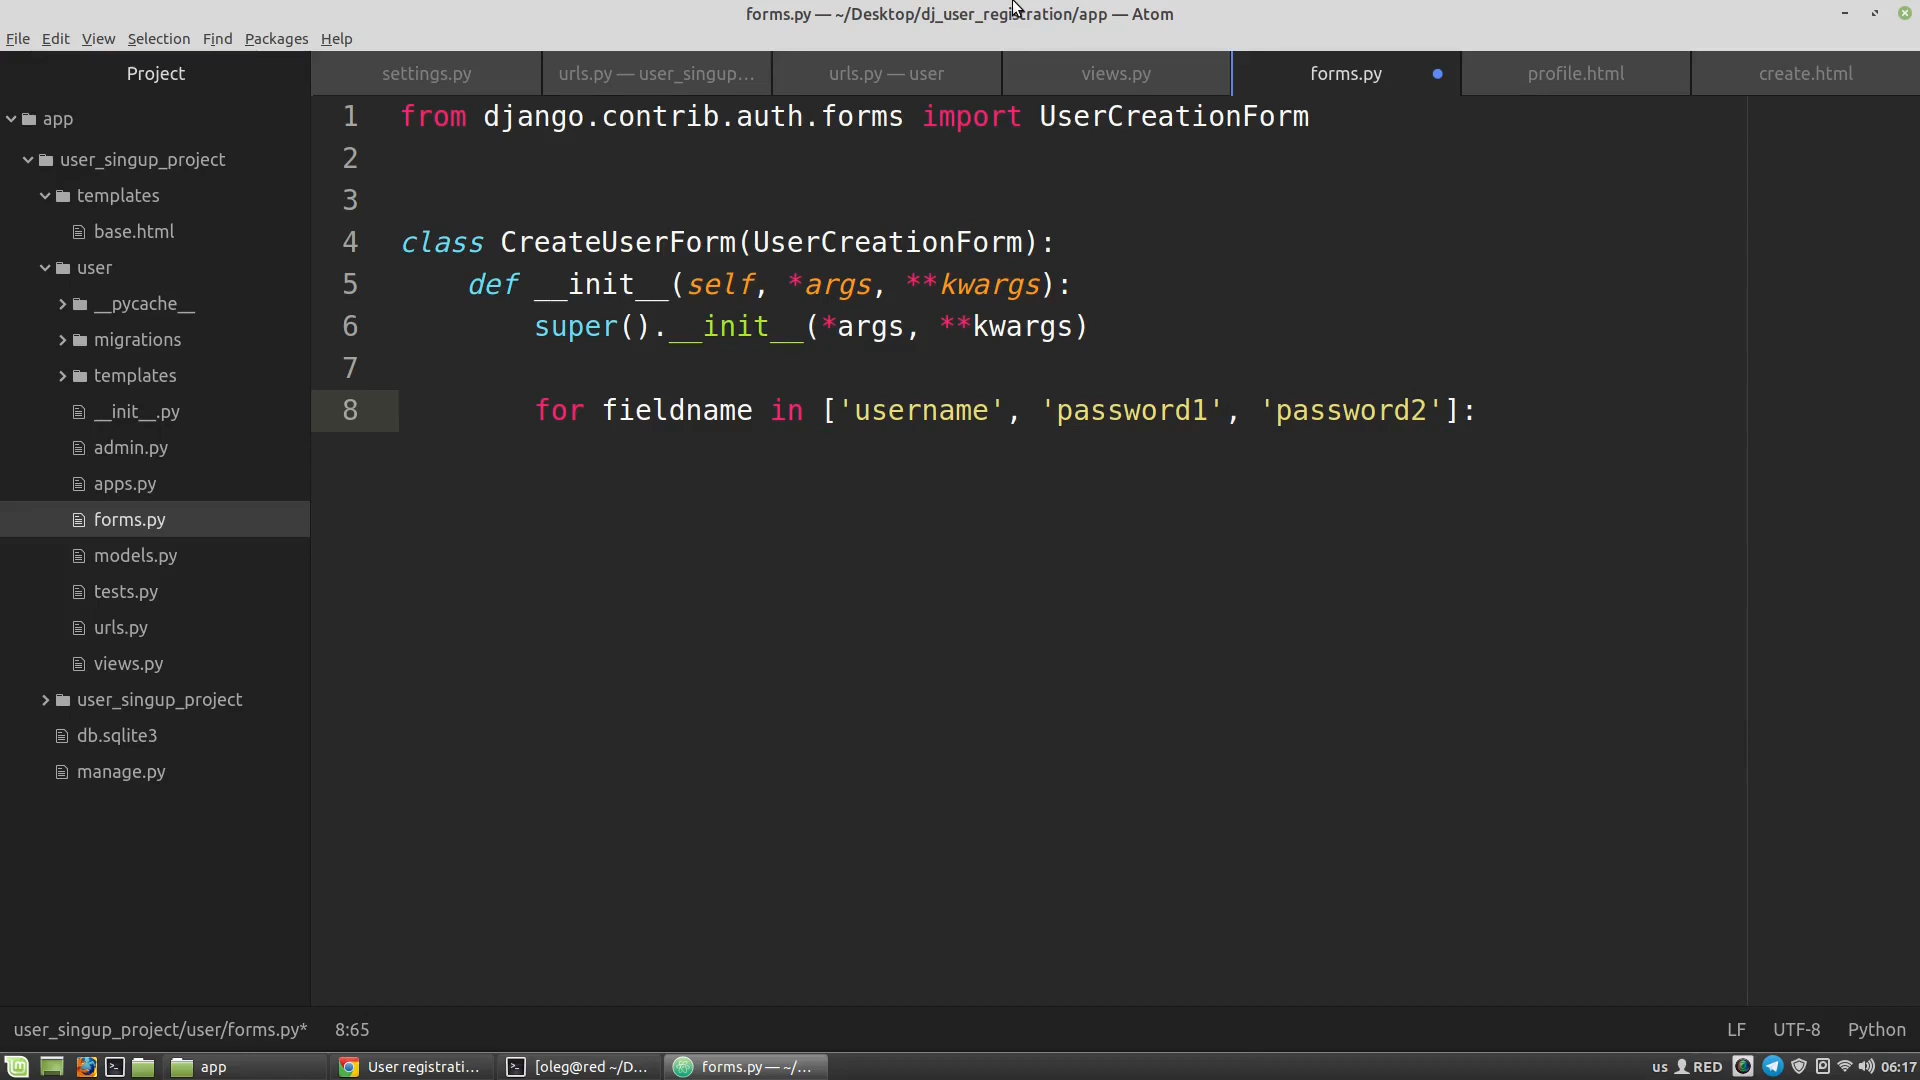 forms.py — ~/Desktop/dj_user_registration/app — Atom
File Edit View Selection Find Packages Help
Project
settings.py
urls.py — user_singup...
urls.py — user
views.py
forms.py
profile.html
create.html
app
user_singup_project
templates
base.html
user
__pycache__
migrations
templates
__init__.py
admin.py
apps.py
forms.py
models.py
tests.py
urls.py
views.py
user_singup_project
db.sqlite3
manage.py
1 from django.contrib.auth.forms import UserCreationForm
2
3
4 class CreateUserForm(UserCreationForm):
5 def __init__(self, *args, **kwargs):
6 super().__init__(*args, **kwargs)
7
8 for fieldname in ['username', 'password1', 'password2']:
user_singup_project/user/forms.py* 8:65
LF UTF-8 Python
app
User registrati...
[oleg@red ~/D...
forms.py — ~/...
us RED 06:17